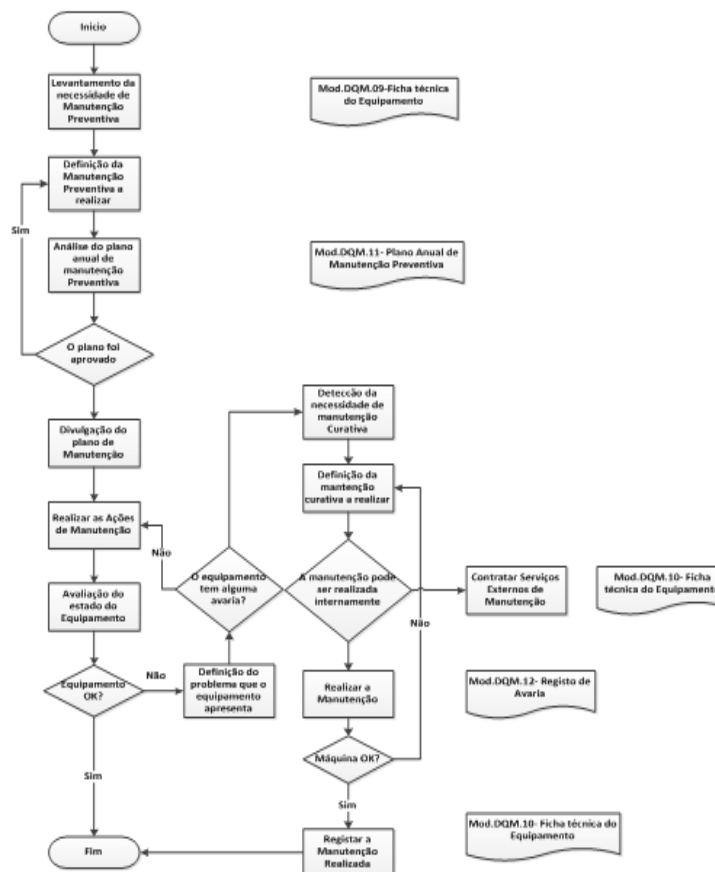 Inicio
Levantamento da
necessidade de
Manutenção
Preventiva
Mod.DQM.09-Ficha técnica
do Equipamento
Definição da
Manutenção
Preventiva a
realizar
Sim
Análise do plano
anual de
manutenção
Preventiva
Mod.DQM.11- Plano Anual de
Manutenção Preventiva
O plano foi
aprovado
Detecção da
necessidade de
manutenção
Curativa
Divulgação do
plano de
Manutenção
Definição da
mantenção
curativa a realizar
Realizar as Ações
de Manutenção
Não
O equipamento
tem alguma
avaria?
A manutenção pode
ser realizada
internamente
Contratar Serviços
Externos de
Manutenção
Mod.DQM.10- Ficha
técnica do Equipamento
Avaliação do
estado do
Equipamento
Não
Equipamento
OK?
Não
Definição do
problema que o
equipamento
apresenta
Realizar a
Manutenção
Mod.DQM.12- Registo de
Avaria
Máquina OK?
Sim
Sim
Mod.DQM.10- Ficha técnica do
Equipamento
Fim
Registar a
Manutenção
Realizada